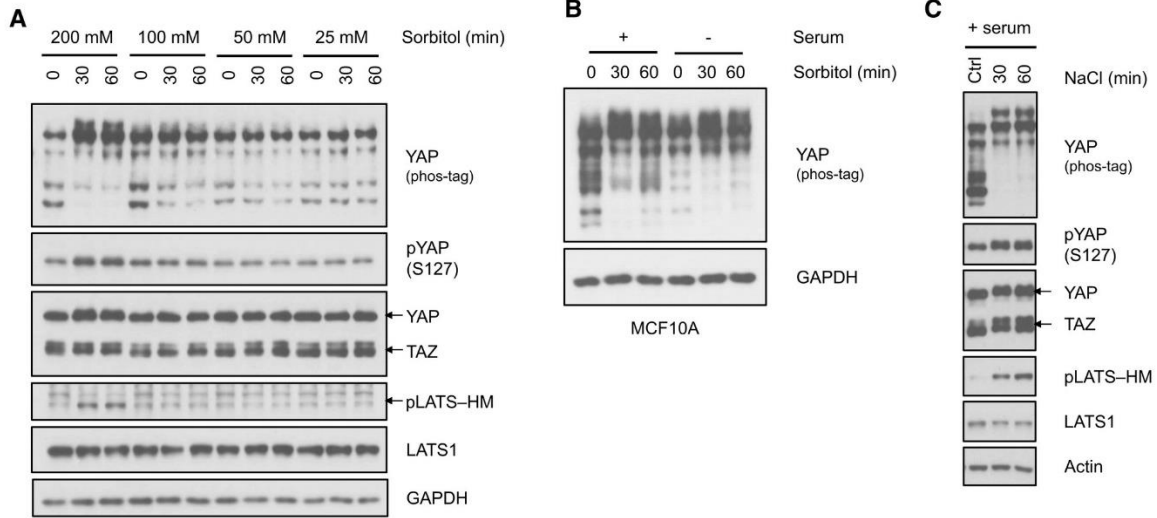 A
200 mM 100 mM 50 mM 25 mM Sorbitol (min)
0 30 60 0 30 60 0 30 60 0 30 60
YAP
(phos-tag)
pYAP
(S127)
YAP
TAZ
pLATS–HM
LATS1
GAPDH
B
+ - Serum
0 30 60 0 30 60 Sorbitol (min)
YAP
(phos-tag)
GAPDH
MCF10A
C
+ serum
Ctrl 30 60 NaCl (min)
YAP
(phos-tag)
pYAP
(S127)
YAP
TAZ
pLATS–HM
LATS1
Actin